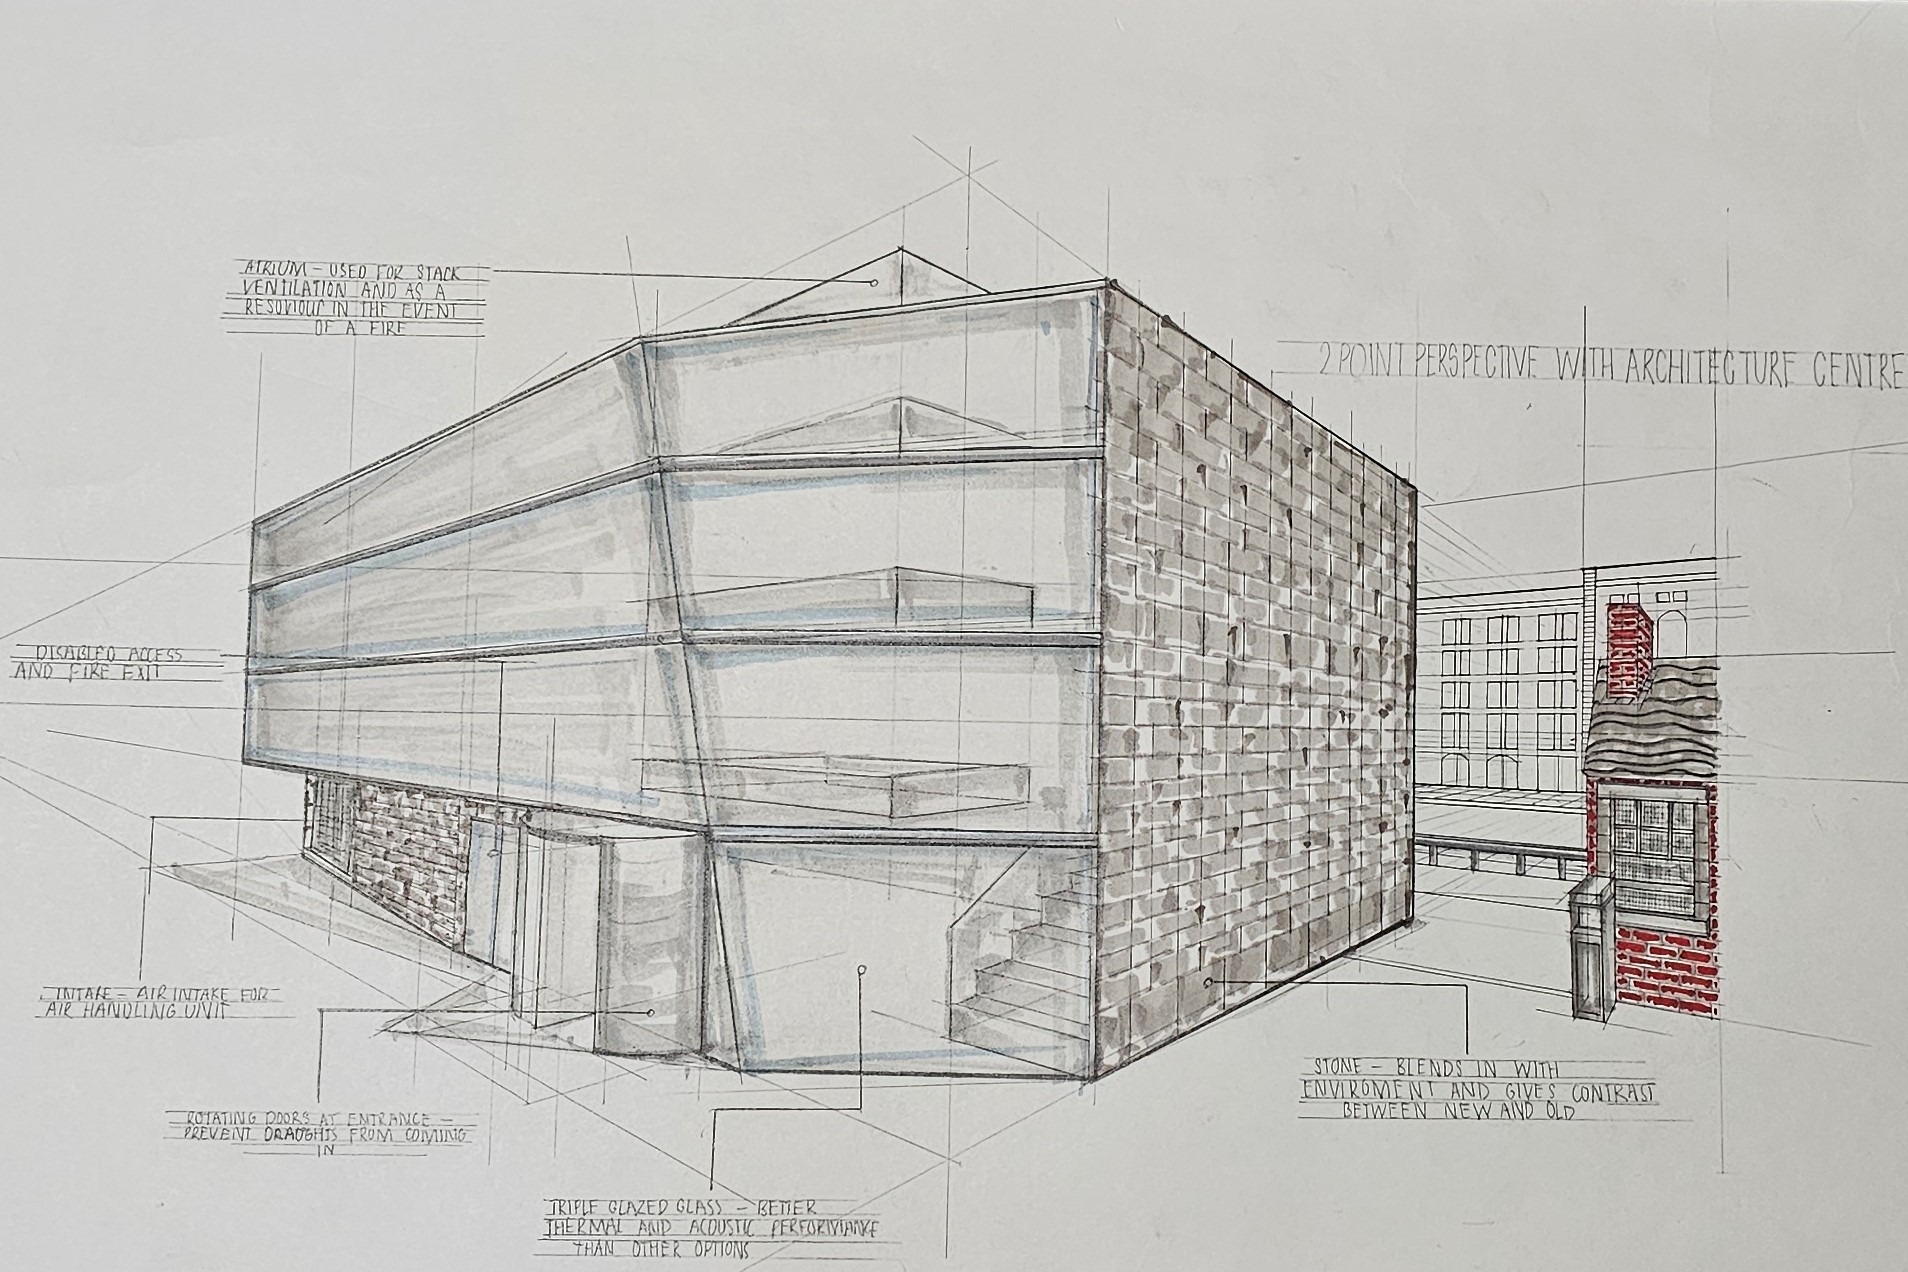 ATRIUM – USED FOR STACK
VENTILATION AND AS A
RESOVIOUR IN THE EVENT
OF A FIRE
2 POINT PERSPECTIVE WITH ARCHITECTURE CENTRE
DISABLED ACCESS
AND FIRE EXIT
INTAKE – AIR INTAKE FOR
AIR HANDLING UNIT
ROTATING DOORS AT ENTRANCE –
PREVENT DRAUGHTS FROM COMING
IN
TRIPLE GLAZED GLASS – BETTER
THERMAL AND ACOUSTIC PERFORMANCE
THAN OTHER OPTIONS
STONE – BLENDS IN WITH
ENVIROMENT AND GIVES CONTRAST
BETWEEN NEW AND OLD